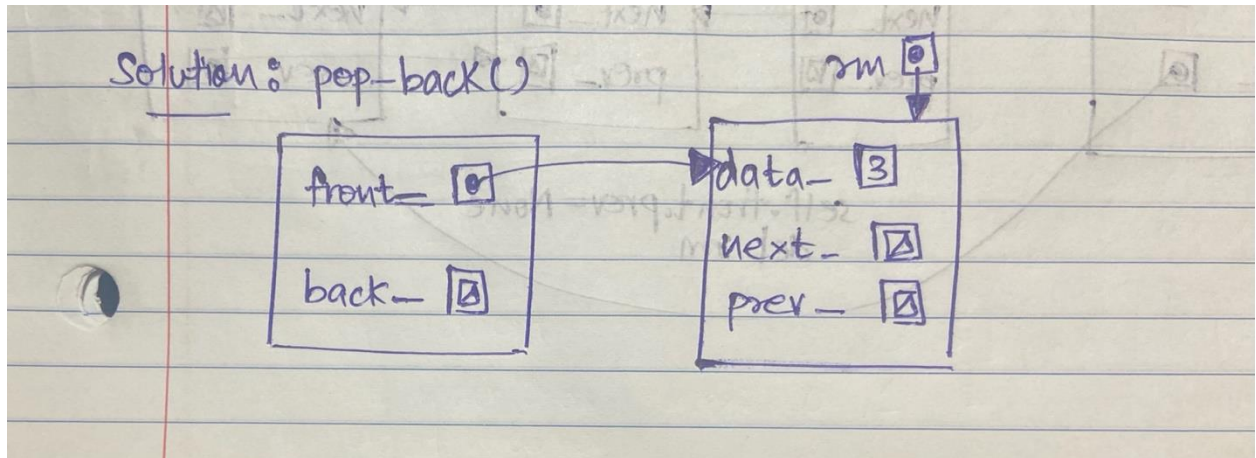 Solution: pop-back()
rm
front_
back_
data_ 3
next_
prev_